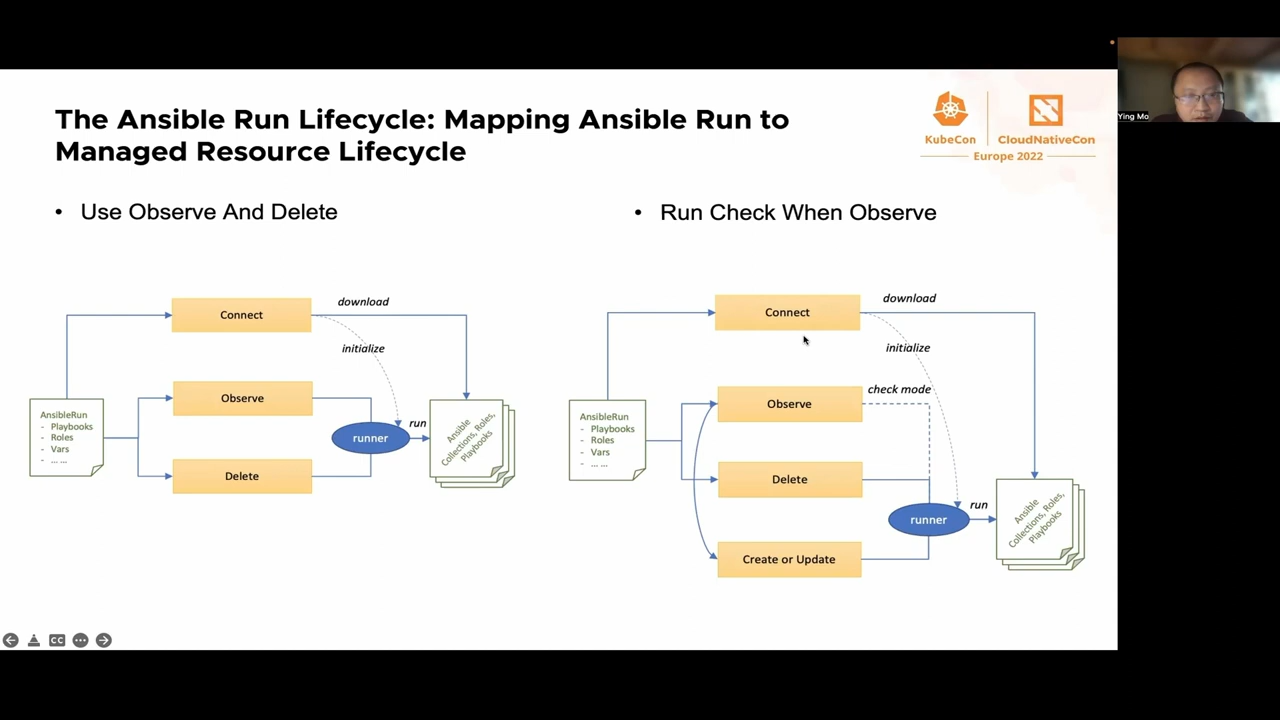 The Ansible Run Lifecycle: Mapping Ansible Run to
Managed Resource Lifecycle
KubeCon
CloudNativeCon
Europe 2022
Ying Mo
• Use Observe And Delete
Connect
download
initialize
Observe
AnsibleRun
- Playbooks
- Roles
- Vars
- ... ...
runner
run
Ansible
Collections, Roles,
Playbooks
Delete
• Run Check When Observe
Connect
download
initialize
check mode
Observe
AnsibleRun
- Playbooks
- Roles
- Vars
- ... ...
Delete
runner
run
Ansible
Collections, Roles,
Playbooks
Create or Update
CC